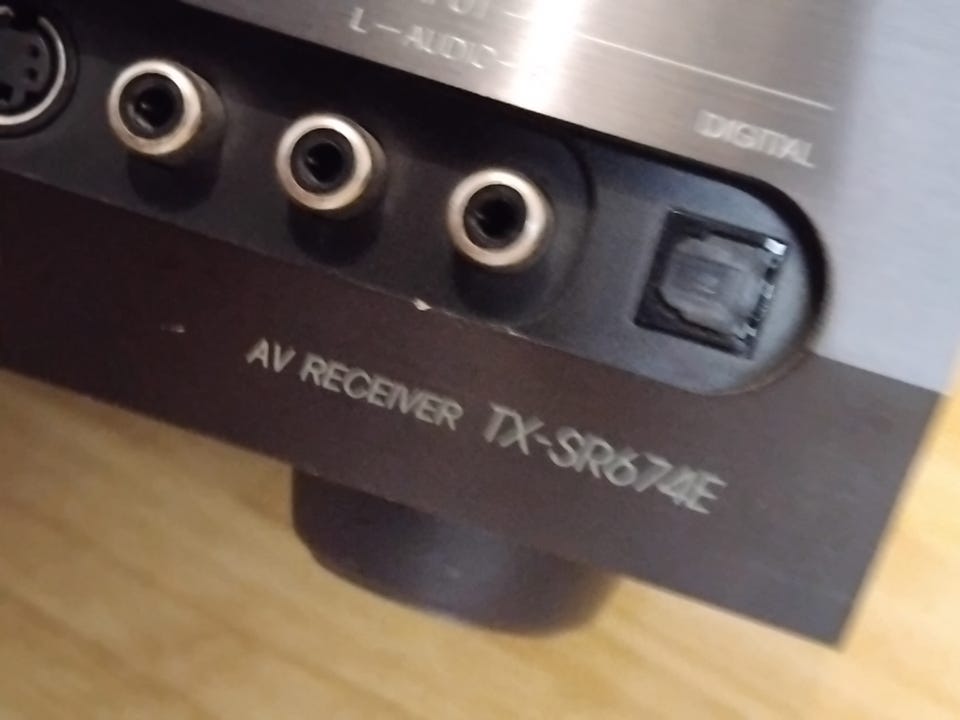 L — AUDIO — R
DIGITAL
AV RECEIVER TX-SR674E